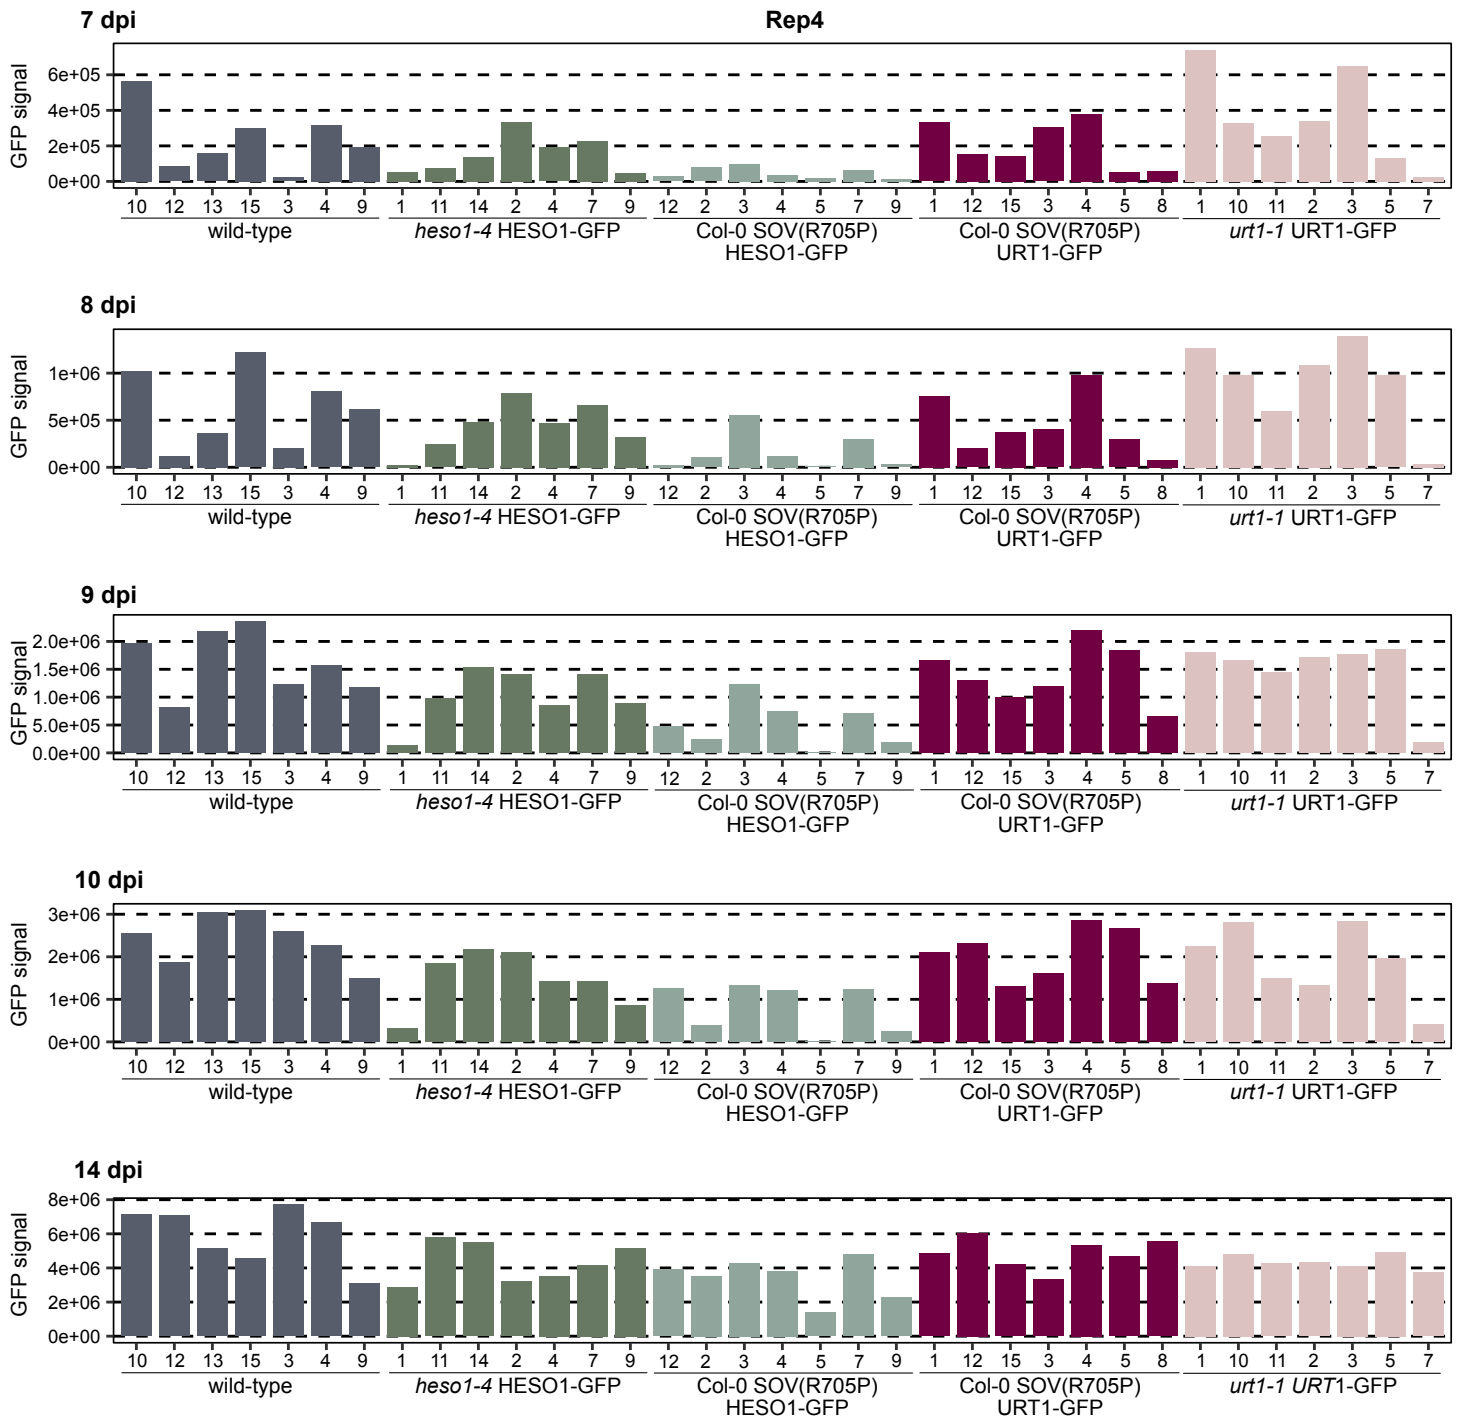 7 dpi Rep4
GFP signal
6e+05
4e+05
2e+05
0e+00
10 12 13 15 3 4 9 1 11 14 2 4 7 9 12 2 3 4 5 7 9 1 12 15 3 4 5 8 1 10 11 2 3 5 7
wild-type heso1-4 HESO1-GFP Col-0 SOV(R705P) Col-0 SOV(R705P) urt1-1 URT1-GFP
HESO1-GFP URT1-GFP
8 dpi
GFP signal
1e+06
5e+05
0e+00
10 12 13 15 3 4 9 1 11 14 2 4 7 9 12 2 3 4 5 7 9 1 12 15 3 4 5 8 1 10 11 2 3 5 7
wild-type heso1-4 HESO1-GFP Col-0 SOV(R705P) Col-0 SOV(R705P) urt1-1 URT1-GFP
HESO1-GFP URT1-GFP
9 dpi
GFP signal
2.0e+06
1.5e+06
1.0e+06
5.0e+05
0.0e+00
10 12 13 15 3 4 9 1 11 14 2 4 7 9 12 2 3 4 5 7 9 1 12 15 3 4 5 8 1 10 11 2 3 5 7
wild-type heso1-4 HESO1-GFP Col-0 SOV(R705P) Col-0 SOV(R705P) urt1-1 URT1-GFP
HESO1-GFP URT1-GFP
10 dpi
GFP signal
3e+06
2e+06
1e+06
0e+00
10 12 13 15 3 4 9 1 11 14 2 4 7 9 12 2 3 4 5 7 9 1 12 15 3 4 5 8 1 10 11 2 3 5 7
wild-type heso1-4 HESO1-GFP Col-0 SOV(R705P) Col-0 SOV(R705P) urt1-1 URT1-GFP
HESO1-GFP URT1-GFP
14 dpi
GFP signal
8e+06
6e+06
4e+06
2e+06
0e+00
10 12 13 15 3 4 9 1 11 14 2 4 7 9 12 2 3 4 5 7 9 1 12 15 3 4 5 8 1 10 11 2 3 5 7
wild-type heso1-4 HESO1-GFP Col-0 SOV(R705P) Col-0 SOV(R705P) urt1-1 URT1-GFP
HESO1-GFP URT1-GFP